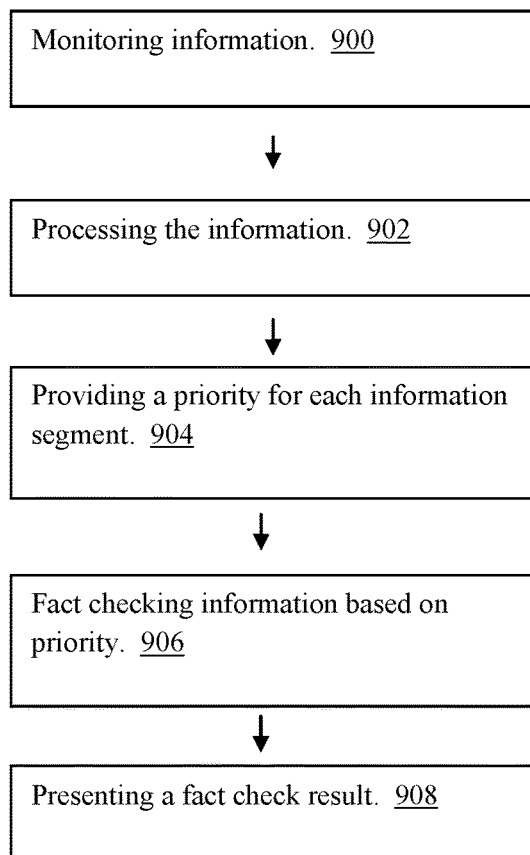 Monitoring information. 900
Processing the information. 902
Providing a priority for each information
segment. 904
Fact checking information based on
priority. 906
Presenting a fact check result. 908